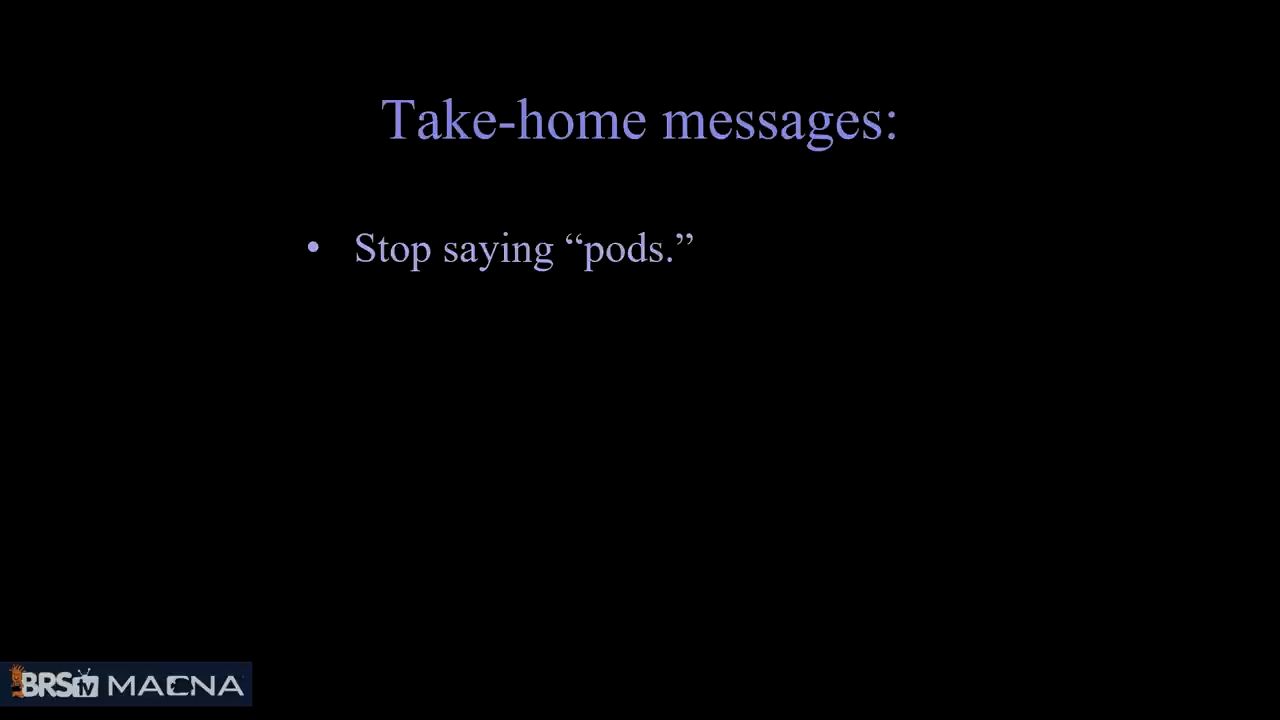 Take-home messages:
• Stop saying “pods.”
BRStv MACNA